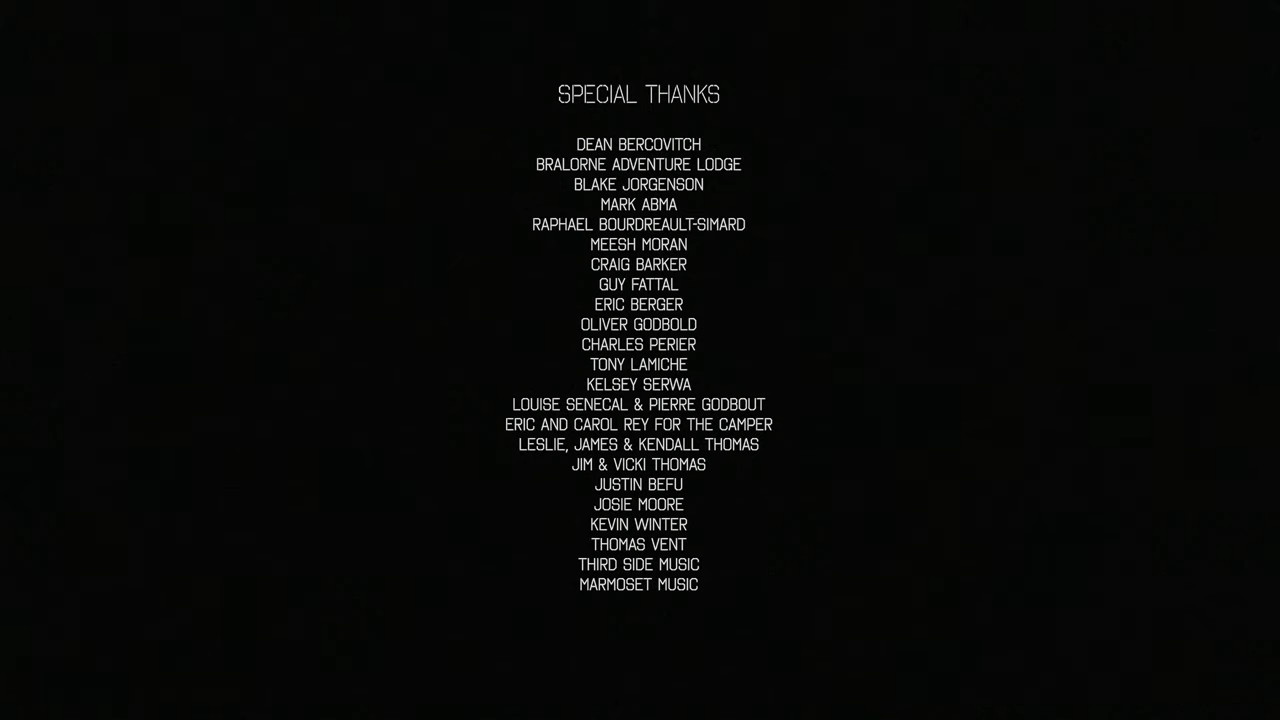 SPECIAL THANKS
DEAN BERCOVITCH
BRALORNE ADVENTURE LODGE
BLAKE JORGENSON
MARK ABMA
RAPHAEL BOURDREAULT-SIMARD
MEESH MORAN
CRAIG BARKER
GUY FATTAL
ERIC BERGER
OLIVER GODBOLD
CHARLES PERIER
TONY LAMICHE
KELSEY SERWA
LOUISE SENECAL & PIERRE GODBOUT
ERIC AND CAROL REY FOR THE CAMPER
LESLIE, JAMES & KENDALL THOMAS
JIM & VICKI THOMAS
JUSTIN BEFU
JOSIE MOORE
KEVIN WINTER
THOMAS VENT
THIRD SIDE MUSIC
MARMOSET MUSIC